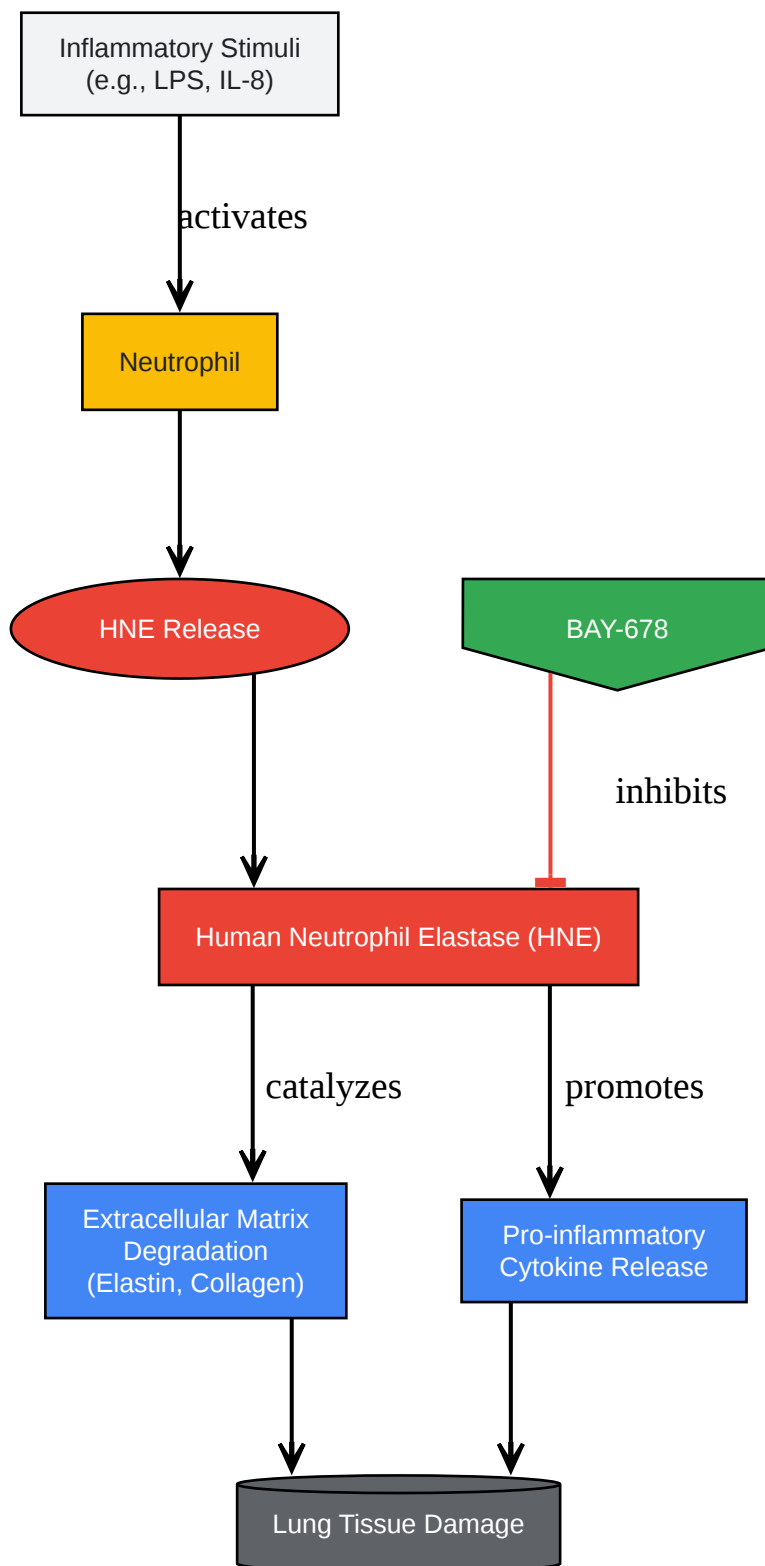 Inflammatory Stimuli
(e.g., LPS, IL-8)
activates
Neutrophil
HNE Release
BAY-678
inhibits
Human Neutrophil Elastase (HNE)
catalyzes
promotes
Extracellular Matrix
Degradation
(Elastin, Collagen)
Pro-inflammatory
Cytokine Release
Lung Tissue Damage